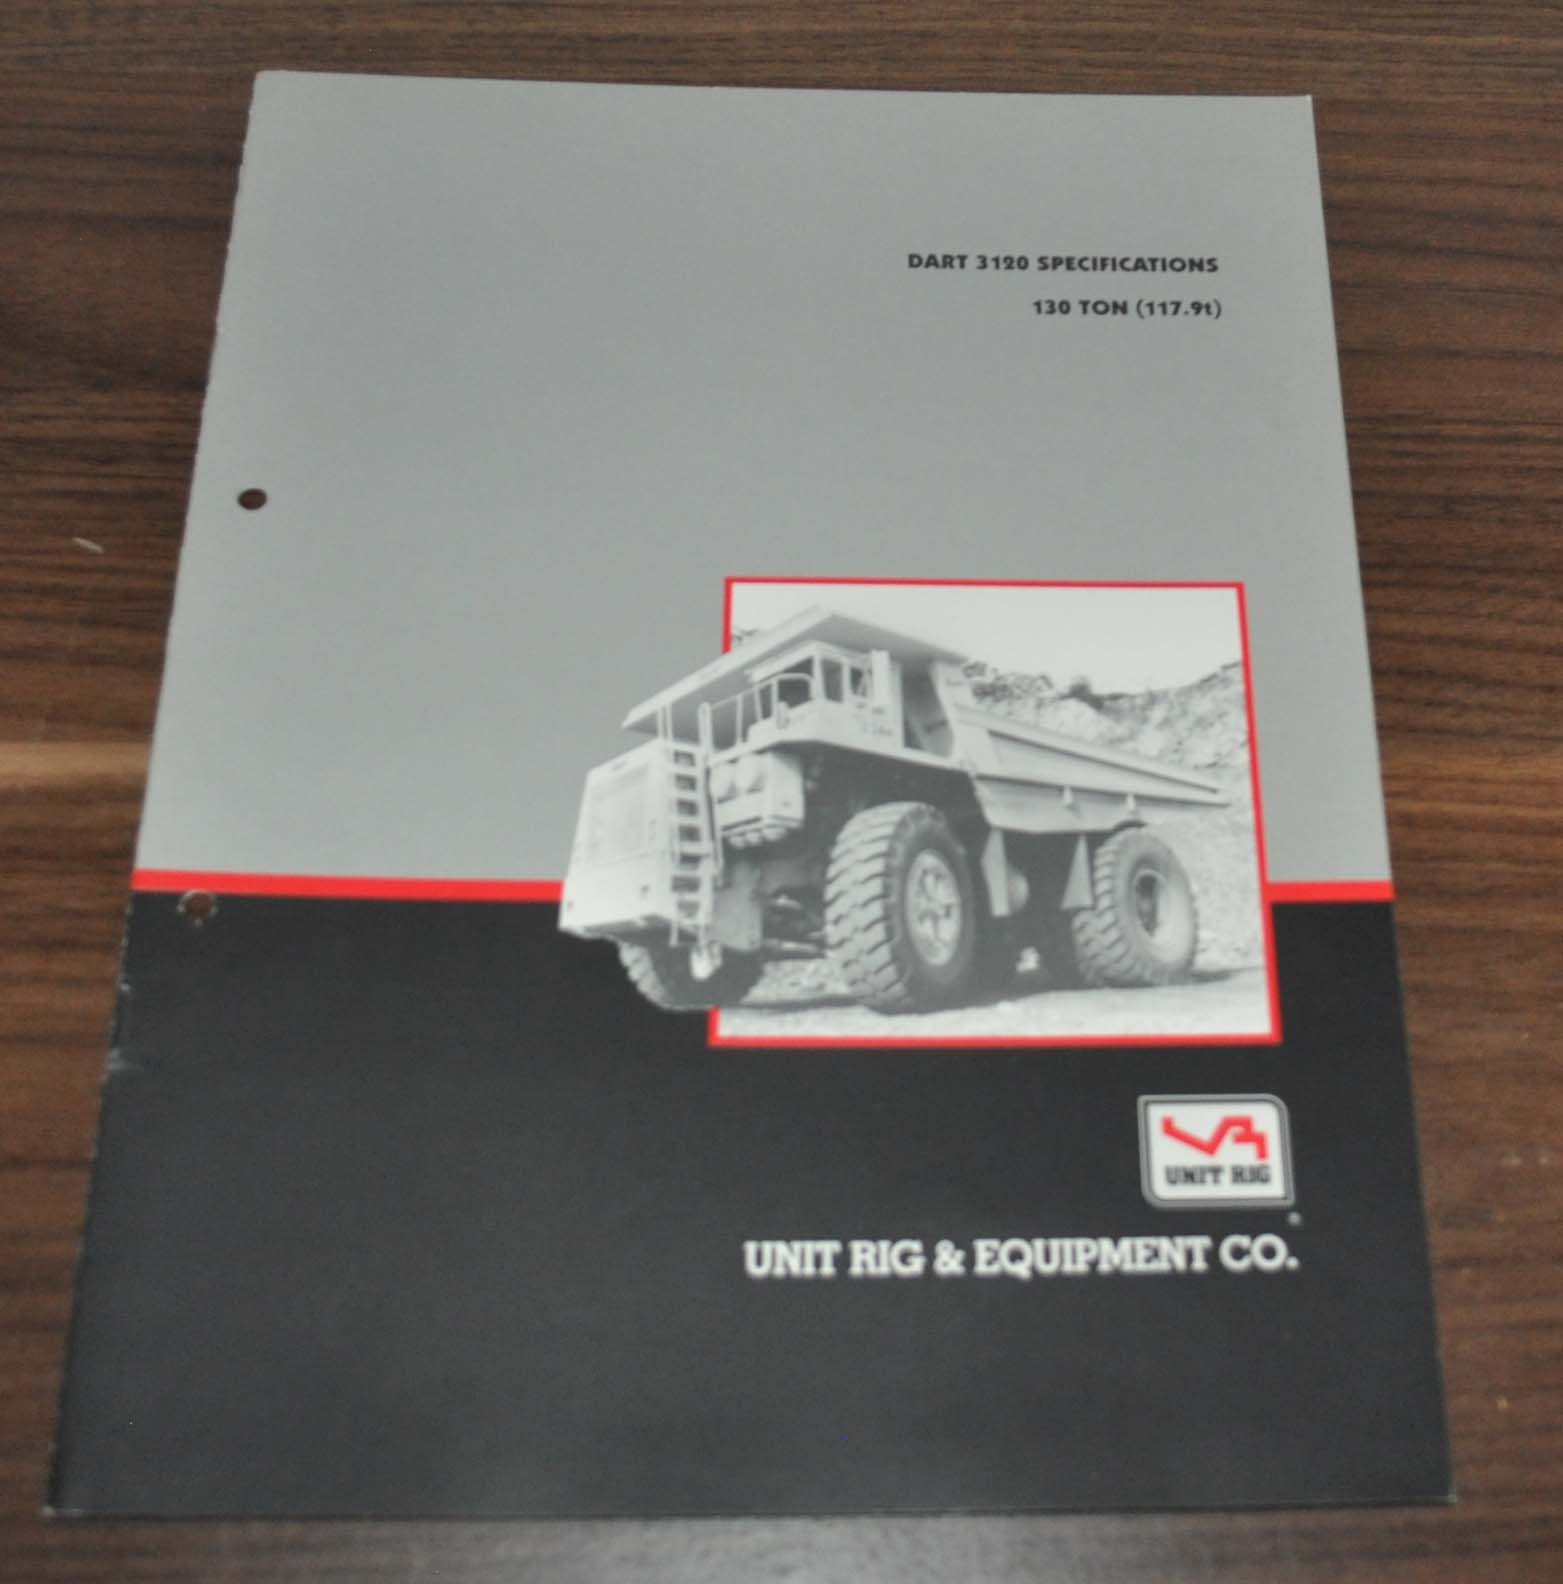 DART 3120 SPECIFICATIONS
130 TON (117.9t)
UNIT RIG
®
UNIT RIG & EQUIPMENT CO.